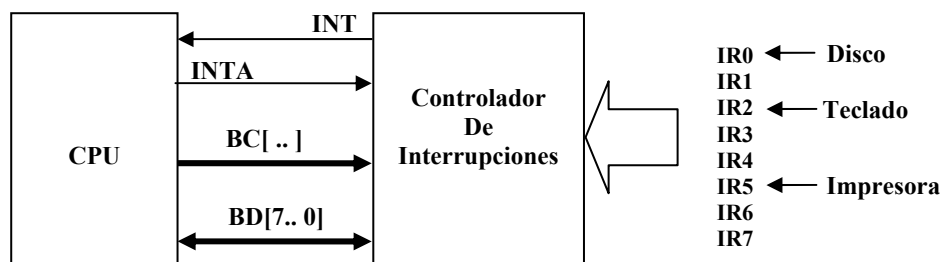 INT
INTA
CPU
BC[ .. ]
BD[7.. 0]
Controlador
De
Interrupciones
IR0
Disco
IR1
IR2
Teclado
IR3
IR4
IR5
Impresora
IR6
IR7